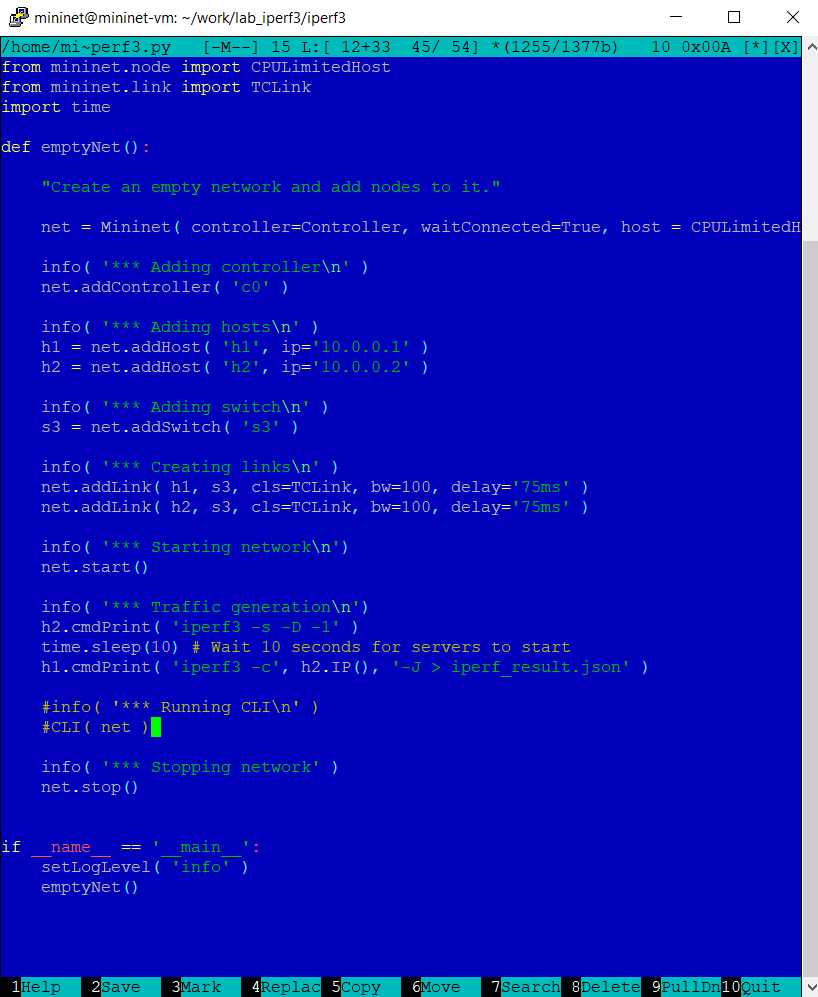 mininet@mininet-vm: ~/work/lab_iperf3/iperf3
/home/mi~perf3.py   [-M--] 15 L:[ 12+33  45/ 54] *(1255/1377b)   10 0x00A [*][X]
from mininet.node import CPULimitedHost
from mininet.link import TCLink
import time

def emptyNet():

    "Create an empty network and add nodes to it."

    net = Mininet( controller=Controller, waitConnected=True, host = CPULimitedH

    info( '*** Adding controller\n' )
    net.addController( 'c0' )

    info( '*** Adding hosts\n' )
    h1 = net.addHost( 'h1', ip='10.0.0.1' )
    h2 = net.addHost( 'h2', ip='10.0.0.2' )

    info( '*** Adding switch\n' )
    s3 = net.addSwitch( 's3' )

    info( '*** Creating links\n' )
    net.addLink( h1, s3, cls=TCLink, bw=100, delay='75ms' )
    net.addLink( h2, s3, cls=TCLink, bw=100, delay='75ms' )

    info( '*** Starting network\n')
    net.start()

    info( '*** Traffic generation\n')
    h2.cmdPrint( 'iperf3 -s -D -1' )
    time.sleep(10) # Wait 10 seconds for servers to start
    h1.cmdPrint( 'iperf3 -c', h2.IP(), '-J > iperf_result.json' )

    #info( '*** Running CLI\n' )
    #CLI( net )

    info( '*** Stopping network' )
    net.stop()


if __name__ == '__main__':
    setLogLevel( 'info' )
    emptyNet()

1Help 2Save 3Mark 4Replac 5Copy 6Move 7Search 8Delete 9PullDn 10Quit